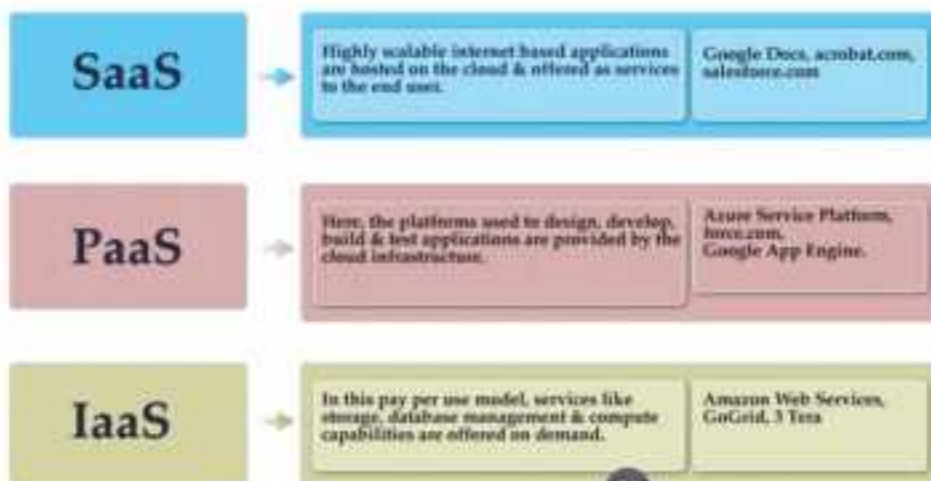 SaaS
Highly scalable internet based applications
are hosted on the cloud & offered as services
to the end user.
Google Docs, acrobat.com,
salesforce.com
PaaS
Here, the platforms used to design, develop,
build & test applications are provided by the
cloud infrastructure.
Azure Service Platform,
force.com,
Google App Engine.
IaaS
In this pay per use model, services like
storage, database management & compute
capabilities are offered on demand.
Amazon Web Services,
GoGrid, 3 Tera